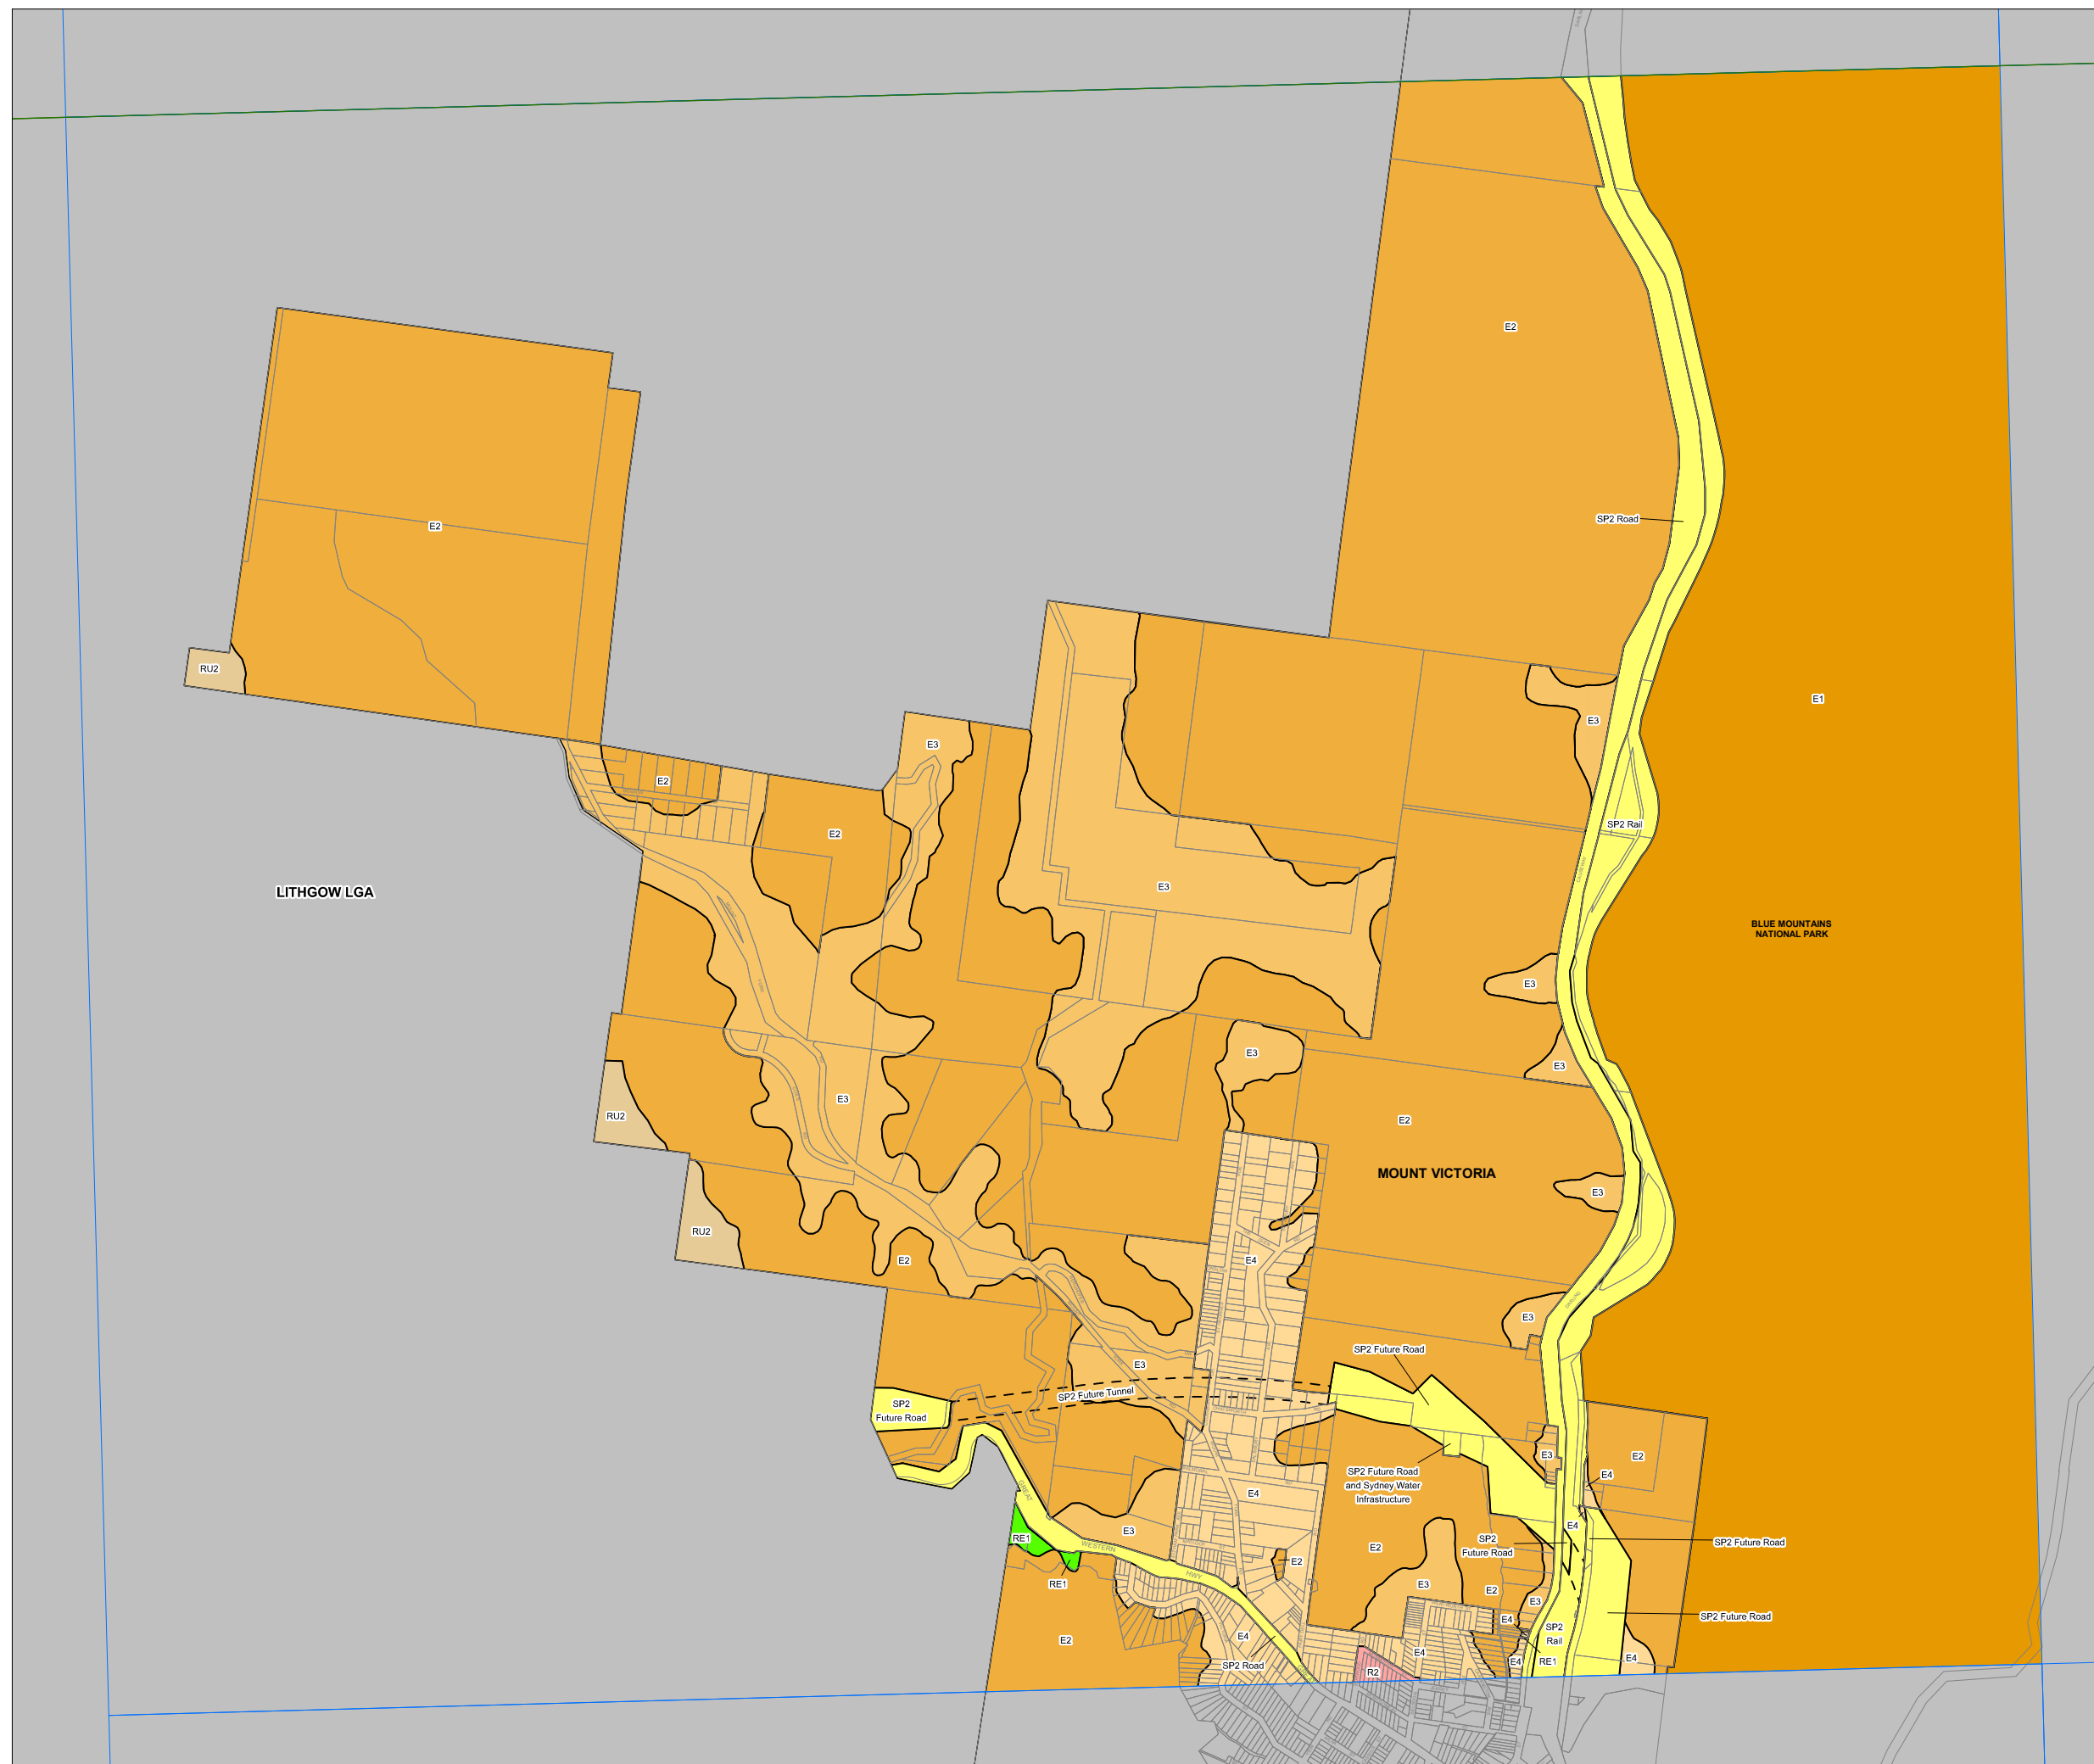 E2
SP2 Road
E2
RU2
E1
E3
E3
E2
SP2 Rail
E2
E3
LITHGOW LGA
BLUE MOUNTAINS
NATIONAL PARK
E3
E3
E3
E3
RU2
E2
MOUNT VICTORIA
E3
RU2
E2
E4
E3
SP2 Future Road
E3
SP2 Future Tunnel
SP2
Future Road
E3
E2
SP2 Future Road
and Sydney Water
Infrastructure
E4
E4
GREAT
E3
RE1
E4
SP2
Future Road
SP2 Future Road
WESTERN
E2
E2
HWY
RE1
E3
E2
E3
SP2 Future Road
E4
SP2
Rail
E2
E4
E4
E4
SP2 Road
R2
E4
RE1